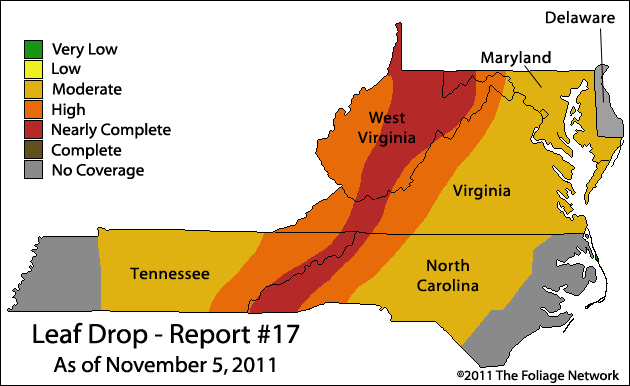 Delaware
Maryland
Very Low
Low
Moderate
High
Nearly Complete
Complete
No Coverage
West
Virginia
Virginia
Tennessee
North
Carolina
Leaf Drop - Report #17
As of November 5, 2011
©2011 The Foliage Network